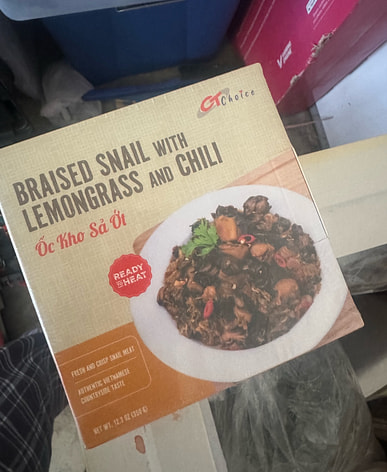 GT Choice
BRAISED SNAIL WITH
LEMONGRASS AND CHILI
Ốc Kho Sả Ớt
READY
TO
HEAT
FRESH AND CRISP SNAIL MEAT
AUTHENTIC VIETNAMESE
COUNTRYSIDE TASTE
NET WT. 12.3 OZ (350 G)